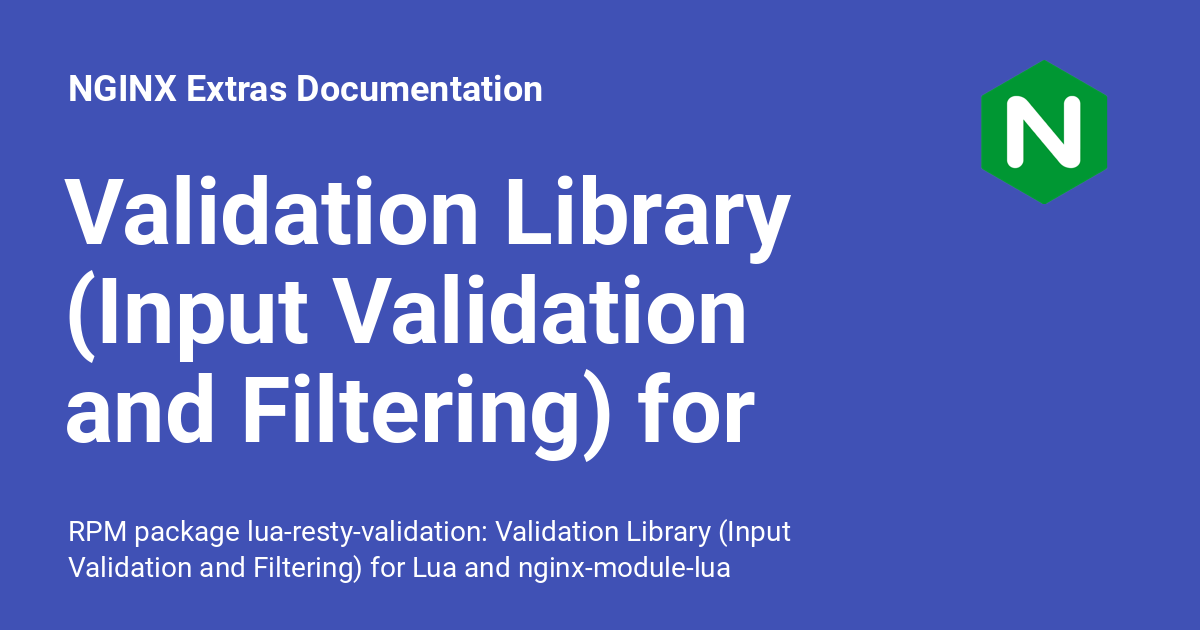 NGINX Extras Documentation
N
Validation Library
(Input Validation
and Filtering) for
RPM package lua-resty-validation: Validation Library (Input
Validation and Filtering) for Lua and nginx-module-lua